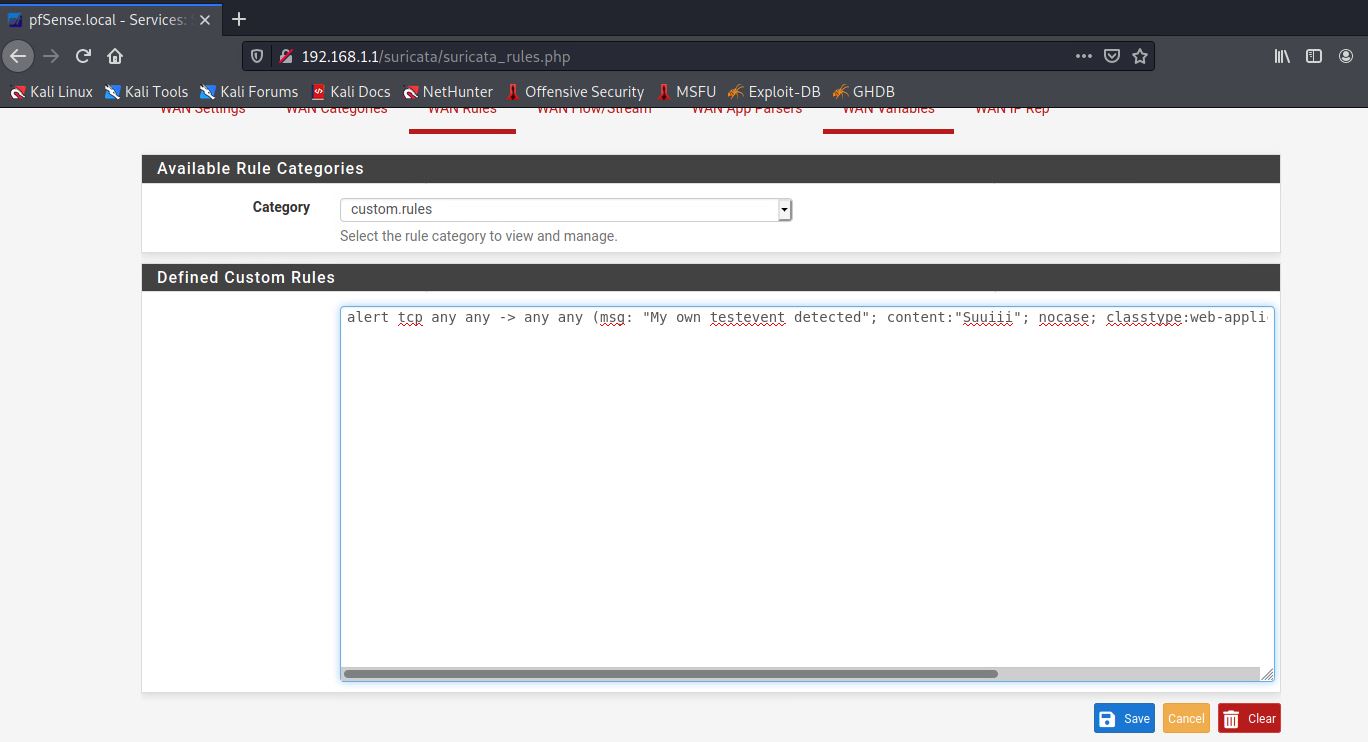 pfSense.local - Services: S
192.168.1.1/suricata/suricata_rules.php
Kali Linux Kali Tools Kali Forums Kali Docs NetHunter Offensive Security MSFU Exploit-DB GHDB
WAN Settings WAN Categories WAN Rules WAN Flow/Stream WAN App Parsers WAN Variables WAN IP Rep
Available Rule Categories
Category custom.rules
Select the rule category to view and manage.
Defined Custom Rules
alert tcp any any -> any any (msg: "My own testevent detected"; content:"Suuiii"; nocase; classtype:web-appli
Save Cancel Clear